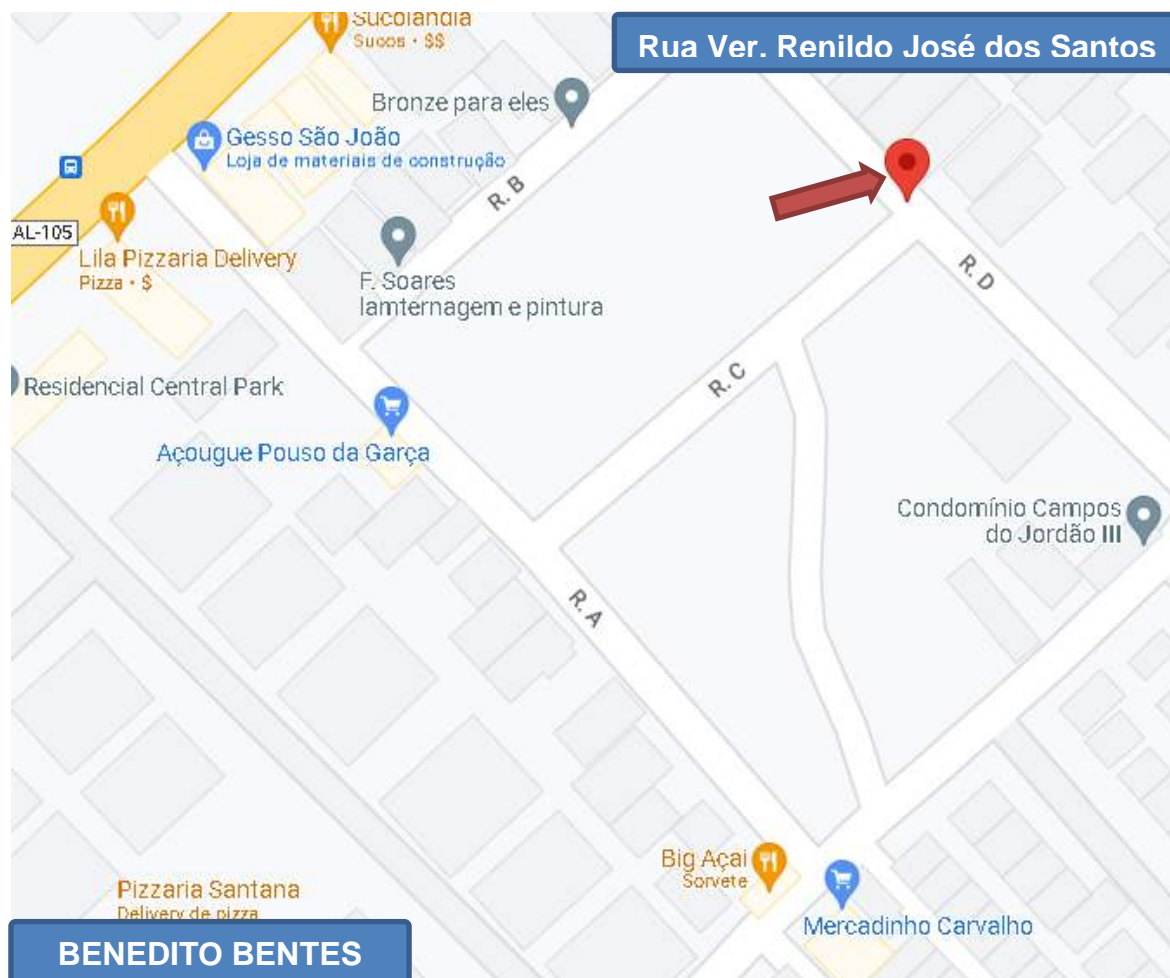 Sucolândia
Sucos · $$
Rua Ver. Renildo José dos Santos
Bronze para eles
Gesso São João
Loja de materiais de construção
R. B
AL-105
Lila Pizzaria Delivery
Pizza · $
F. Soares
lamternagem e pintura
R. D
Residencial Central Park
R. C
Açougue Pouso da Garça
Condomínio Campos
do Jordão III
R. A
Big Açai
Sorvete
Pizzaria Santana
Delivery de pizza
Mercadinho Carvalho
BENEDITO BENTES